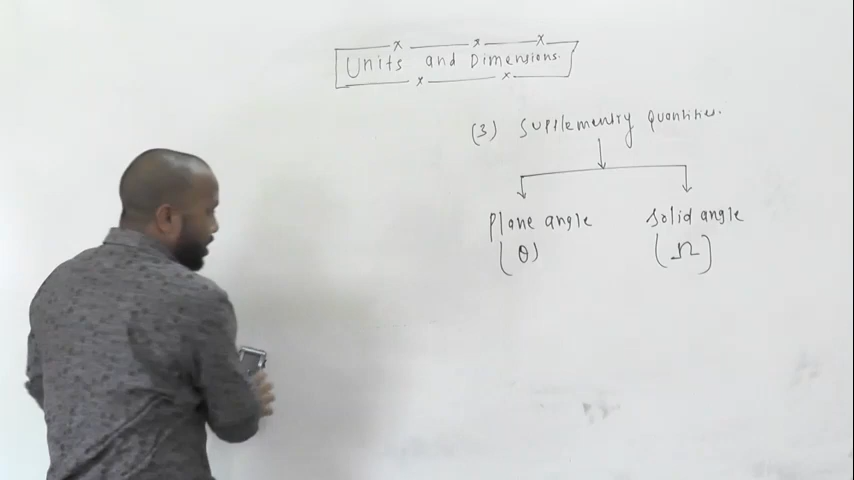 Units and Dimensions.
(3) Supplementry Quantities.
Plane angle Solid angle
(θ) (Ω)